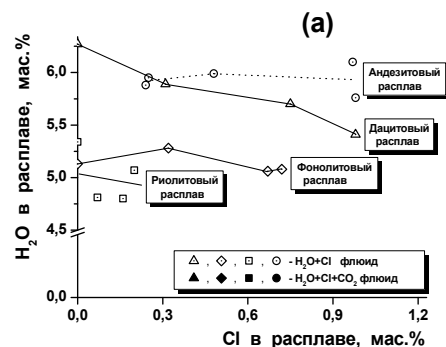 (a)
H₂O в расплаве, мас.%
6,0
5,5
5,0
4,5
0,0
Андезитовый
расплав
Дацитовый
расплав
Фонолитовый
расплав
Риолитовый
расплав
, , , - H₂O+Cl флюид
, , , - H₂O+Cl+CO₂ флюид
0,0 0,3 0,6 0,9 1,2
Cl в расплаве, мас.%